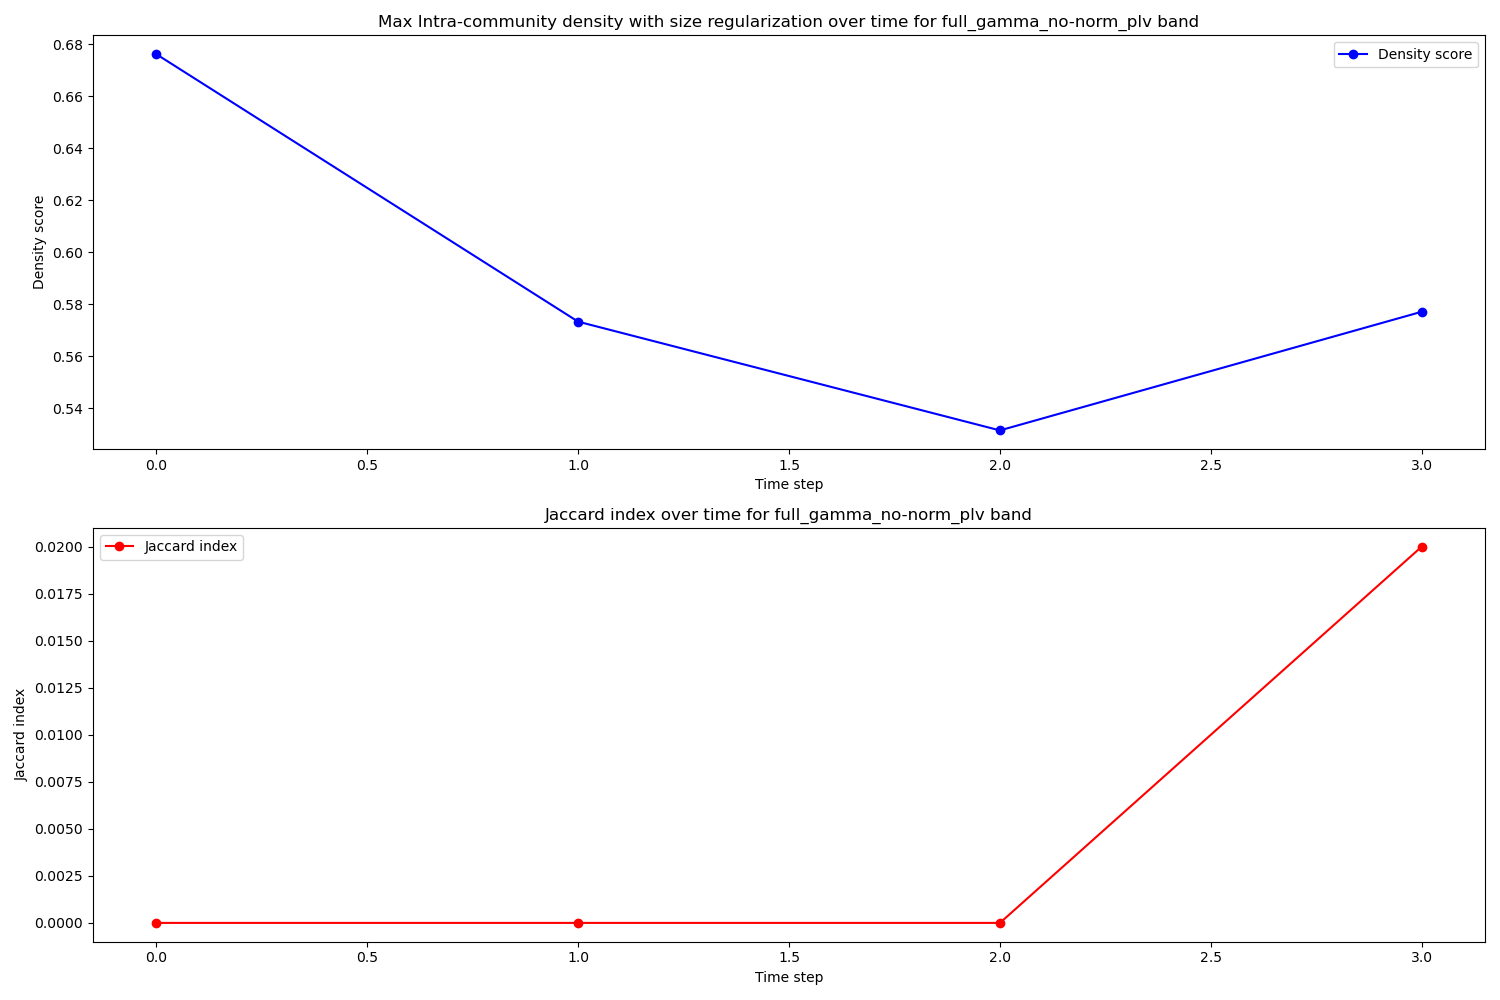 Max Intra-community density with size regularization over time for full_gamma_no-norm_plv band
Density score
0.68
0.66
0.64
0.62
0.60
0.58
0.56
0.54
Density score
0.0 0.5 1.0 1.5 2.0 2.5 3.0
Time step
Jaccard index over time for full_gamma_no-norm_plv band
Jaccard index
0.0200
0.0175
0.0150
0.0125
0.0100
0.0075
0.0050
0.0025
0.0000
Jaccard index
0.0 0.5 1.0 1.5 2.0 2.5 3.0
Time step